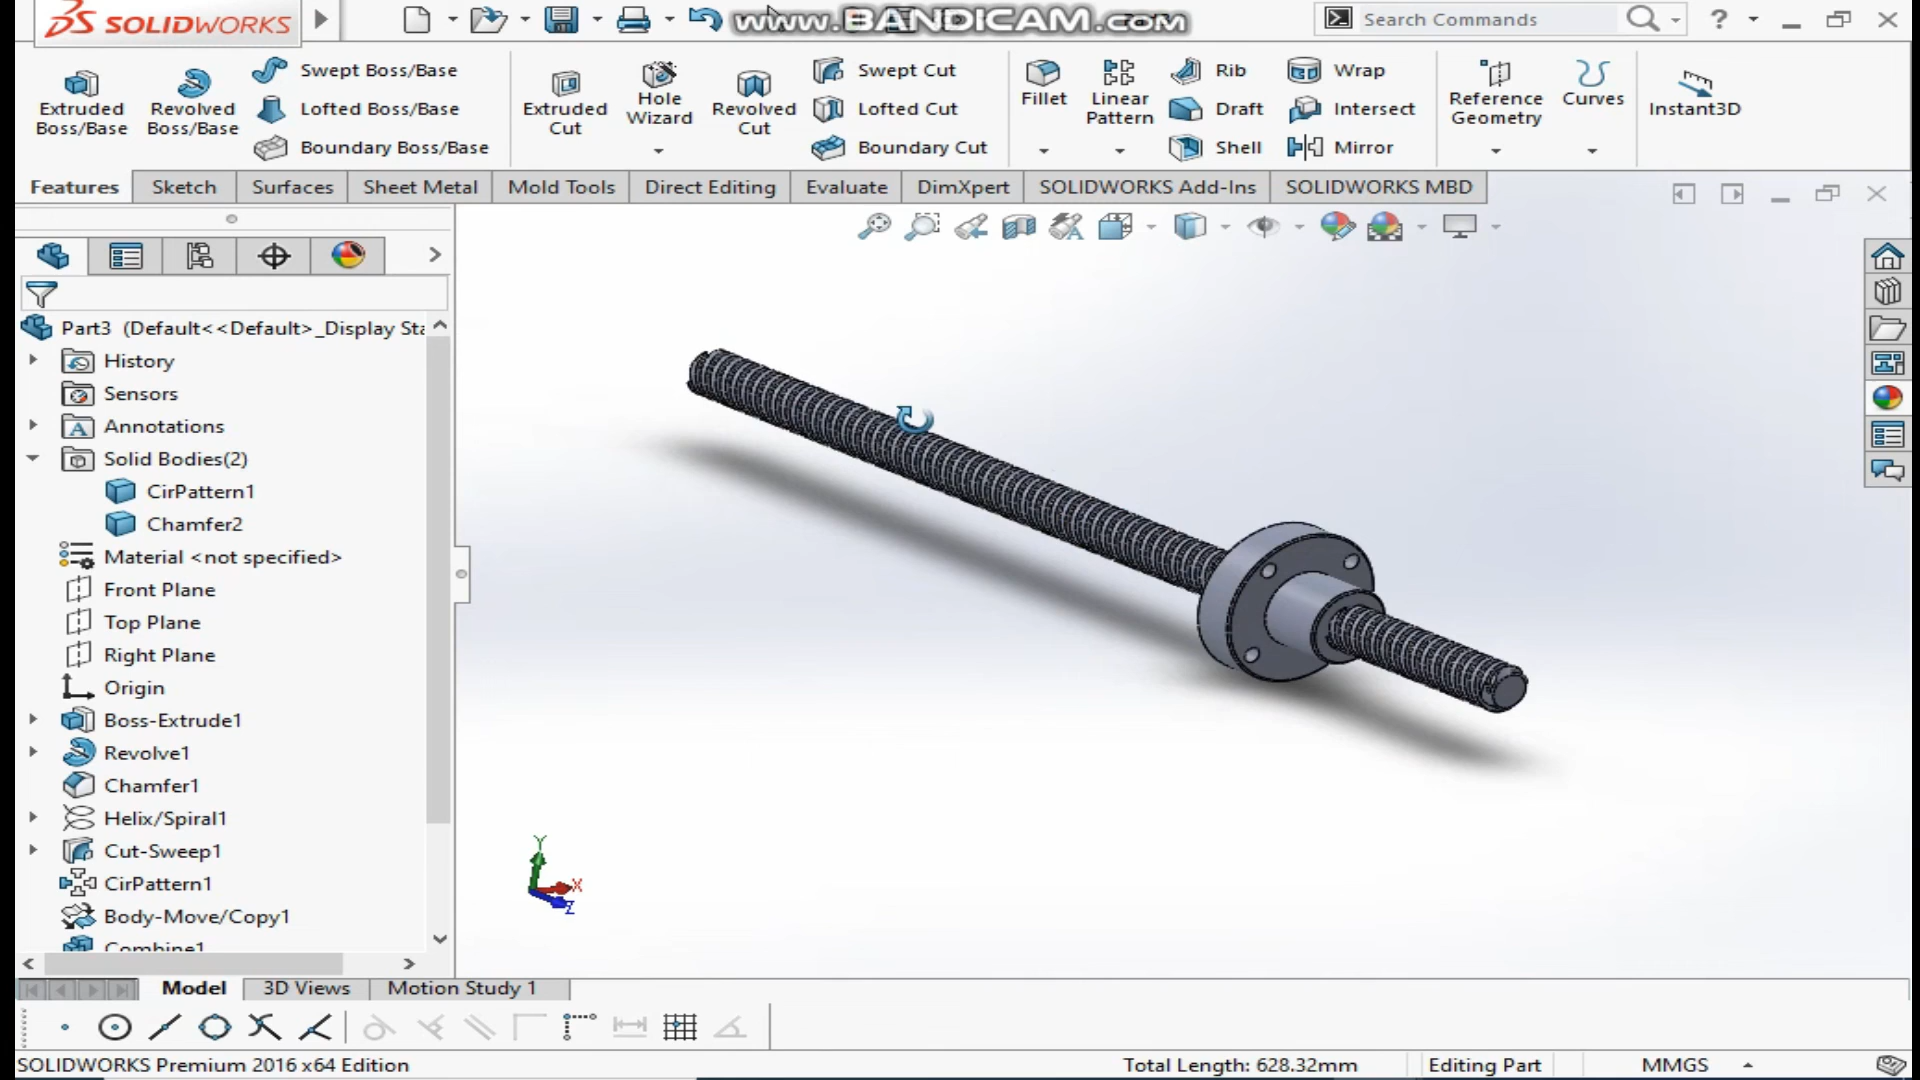 SOLIDWORKS
www.BANDICAM.com
Search Commands
?
Extruded Boss/Base
Revolved Boss/Base
Swept Boss/Base
Lofted Boss/Base
Boundary Boss/Base
Extruded Cut
Hole Wizard
Revolved Cut
Swept Cut
Lofted Cut
Boundary Cut
Fillet
Linear Pattern
Rib
Draft
Shell
Wrap
Intersect
Mirror
Reference Geometry
Curves
Instant3D
Features
Sketch
Surfaces
Sheet Metal
Mold Tools
Direct Editing
Evaluate
DimXpert
SOLIDWORKS Add-Ins
SOLIDWORKS MBD
Part3 (Default<<Default>_Display Sta
History
Sensors
Annotations
Solid Bodies(2)
CirPattern1
Chamfer2
Material <not specified>
Front Plane
Top Plane
Right Plane
Origin
Boss-Extrude1
Revolve1
Chamfer1
Helix/Spiral1
Cut-Sweep1
CirPattern1
Body-Move/Copy1
Combine1
Y
X
Z
Model
3D Views
Motion Study 1
SOLIDWORKS Premium 2016 x64 Edition
Total Length: 628.32mm
Editing Part
MMGS